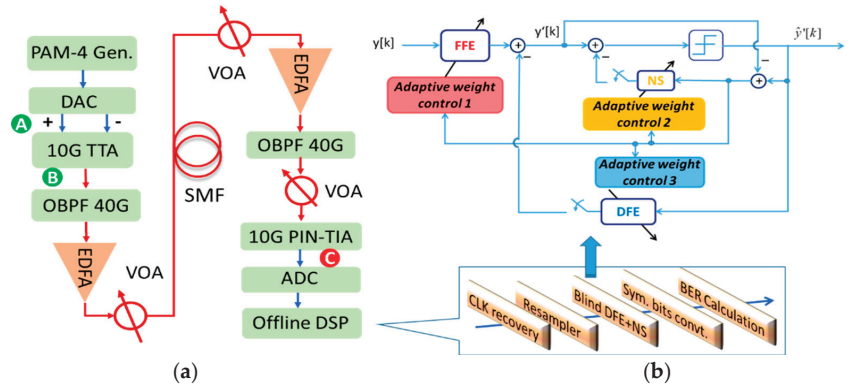 PAM-4 Gen.
DAC
A
+
-
10G TTA
B
OBPF 40G
EDFA
VOA
SMF
VOA
EDFA
OBPF 40G
VOA
10G PIN-TIA
C
ADC
Offline DSP
(a)
y[k]
FFE
+
−
y'[k]
+
−
NS
−
+
ŷ'[k]
Adaptive weight
control 1
Adaptive weight
control 2
Adaptive weight
control 3
DFE
CLK recovery
Resampler
Blind DFE+NS
Sym. bits convt.
BER Calculation
(b)